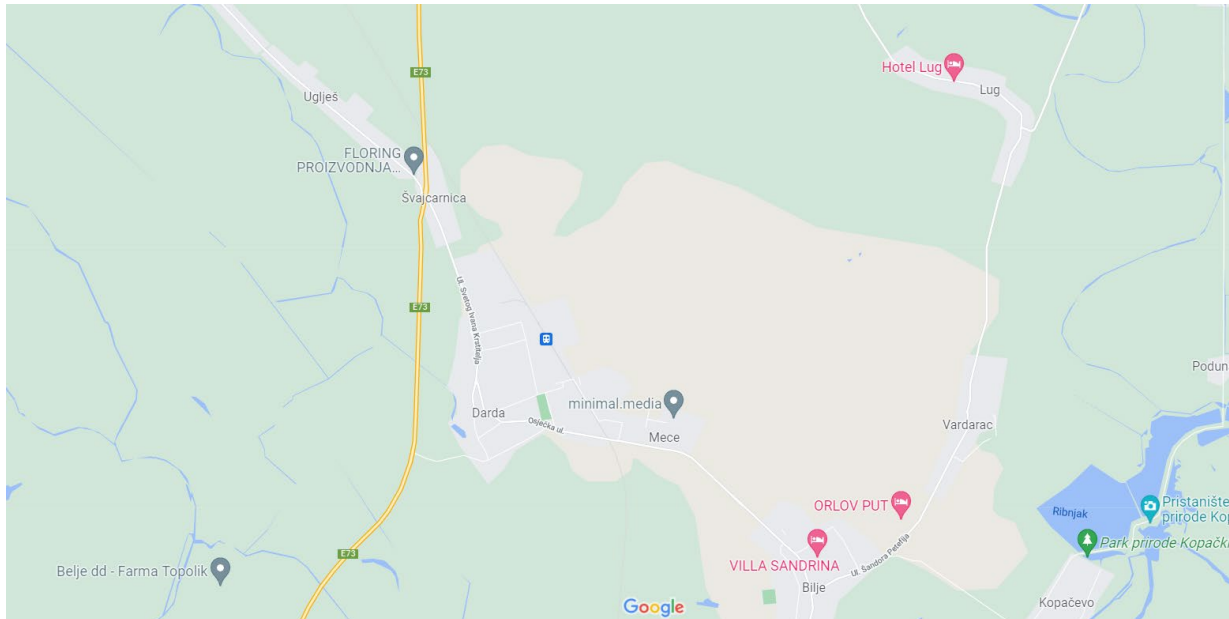 Hotel Lug
Lug
E73
Uglješ
FLORING
PROIZVODNJA...
Švajcarnica
Ul. Svetog Ivana Krstitelja
E73
Podun
minimal.media
Darda
Osječka ul.
Mece
Vardarac
ORLOV PUT
Ribnjak
Pristanište
prirode Kop
Park prirode Kopački
E73
VILLA SANDRINA
Ul. Šandora Petefija
Belje dd - Farma Topolik
Bilje
Kopačevo
Google